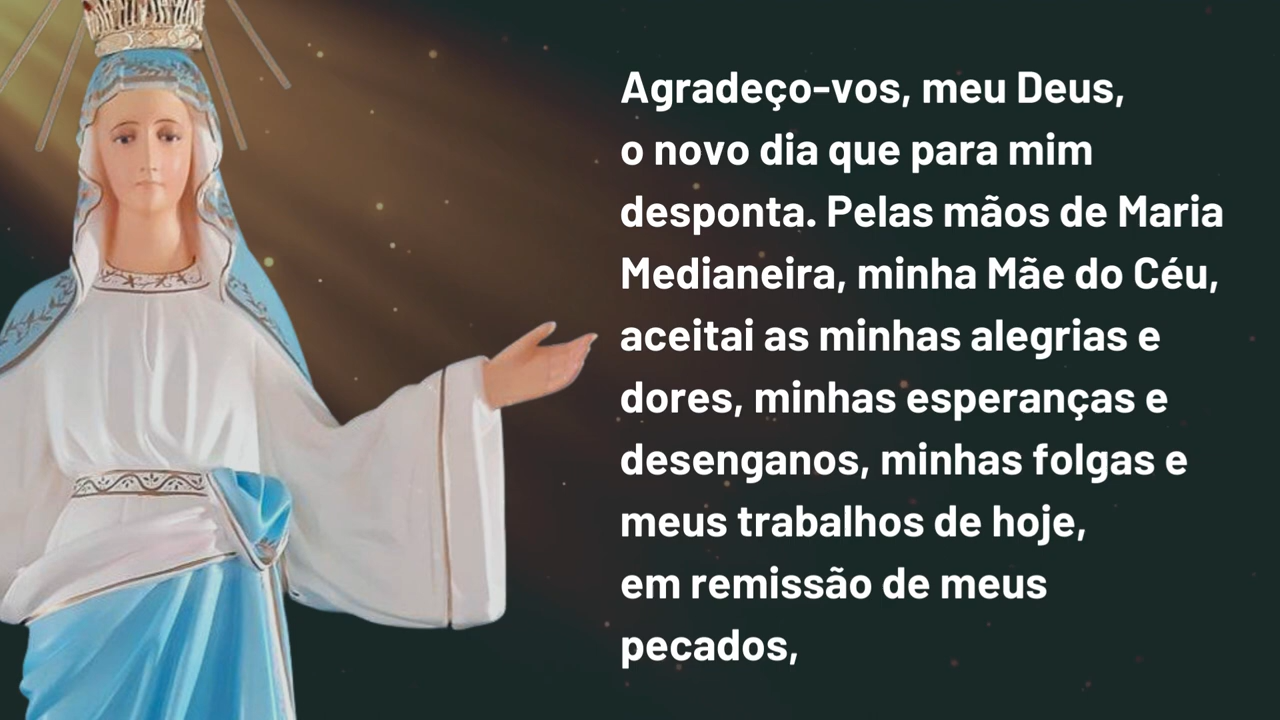 Agradeço-vos, meu Deus,
o novo dia que para mim
desponta. Pelas mãos de Maria
Medianeira, minha Mãe do Céu,
aceitai as minhas alegrias e
dores, minhas esperanças e
desenganos, minhas folgas e
meus trabalhos de hoje,
em remissão de meus
pecados,